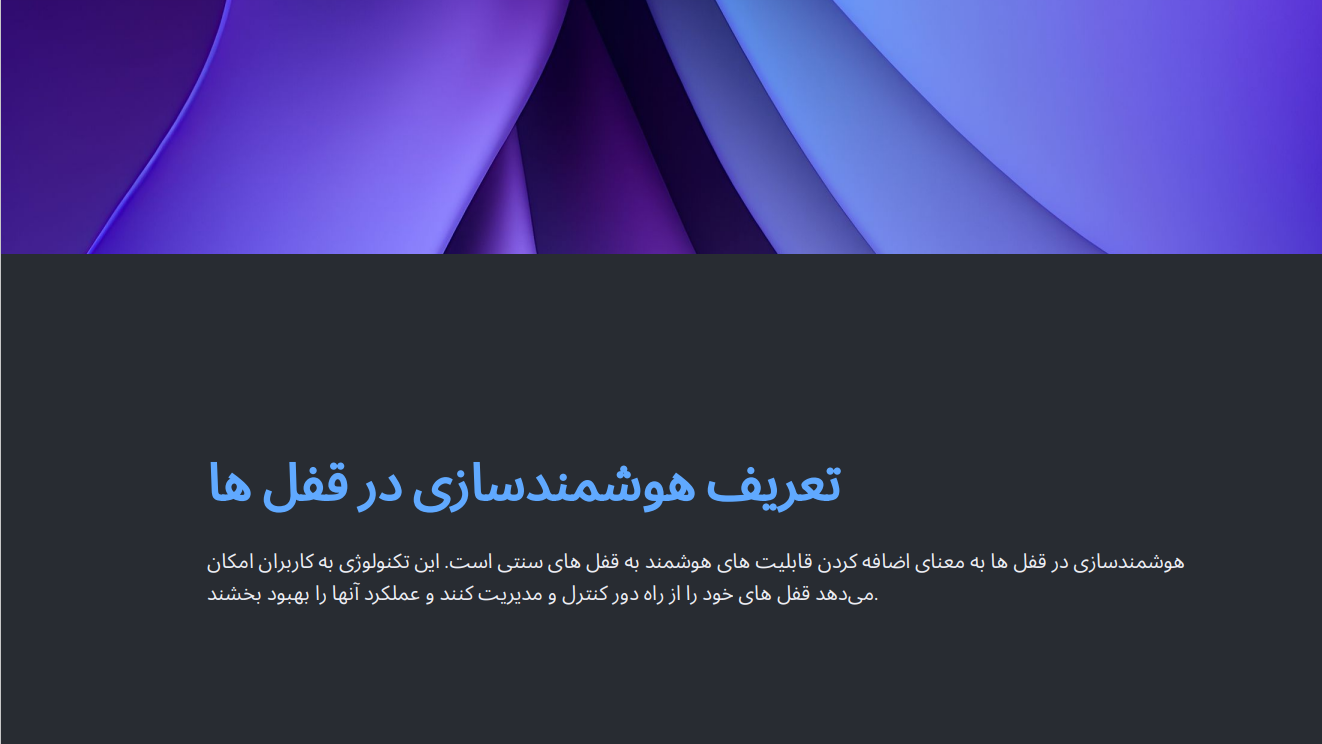 تعریف هوشمندسازی در قفل ها
هوشمندسازی در قفل ها به معنای اضافه کردن قابلیت های هوشمند به قفل های سنتی است. این تکنولوژی به کاربران امکان
می‌دهد قفل های خود را از راه دور کنترل و مدیریت کنند و عملکرد آنها را بهبود بخشند.